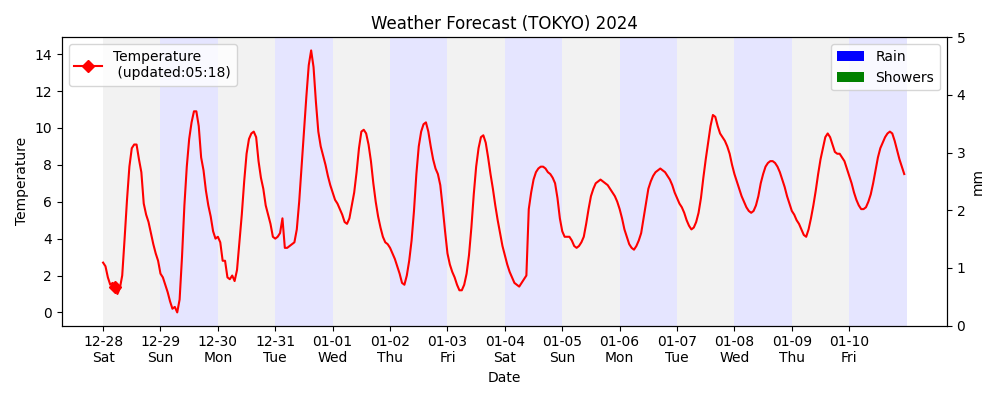 Weather Forecast (TOKYO) 2024
Temperature
(updated:05:18)
Rain
Showers
Temperature
14
12
10
8
6
4
2
0
5
4
3
2
1
0
mm
12-28 12-29 12-30 12-31 01-01 01-02 01-03 01-04 01-05 01-06 01-07 01-08 01-09 01-10
Sat Sun Mon Tue Wed Thu Fri Sat Sun Mon Tue Wed Thu Fri
Date